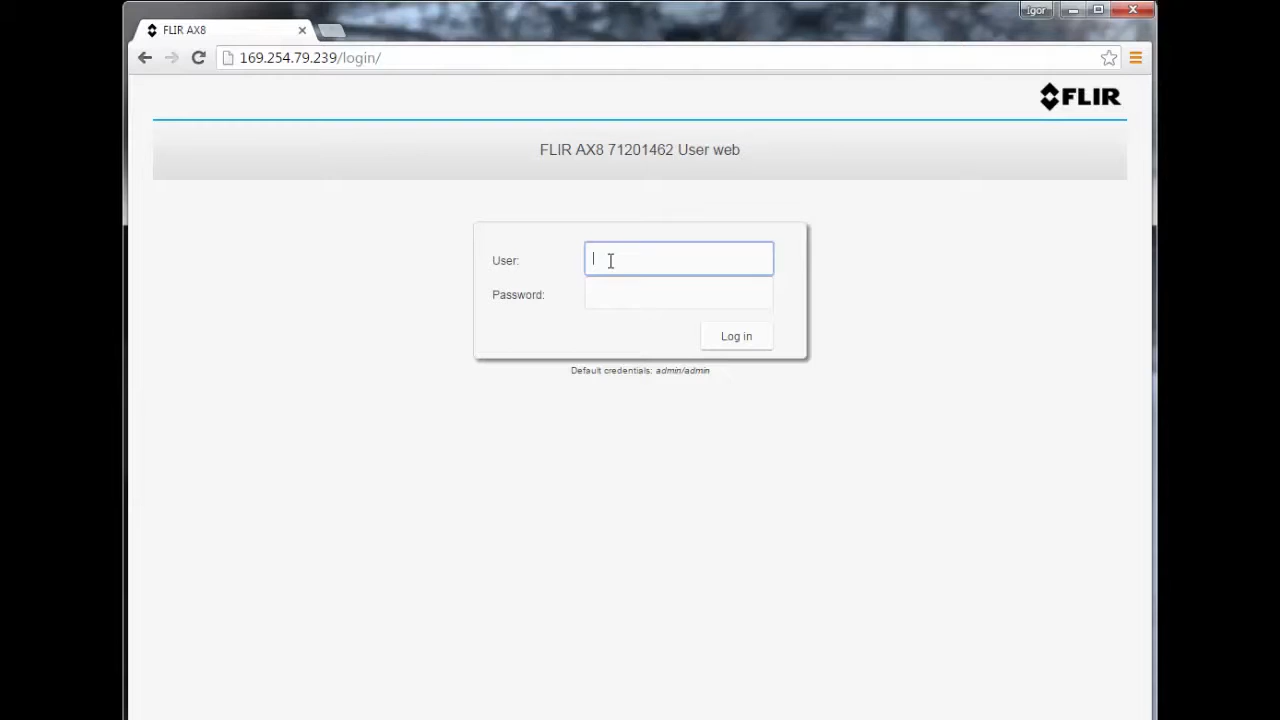 Igor
FLIR AX8
169.254.79.239/login/
FLIR
FLIR AX8 71201462 User web
User:
Password:
Log in
Default credentials: admin/admin